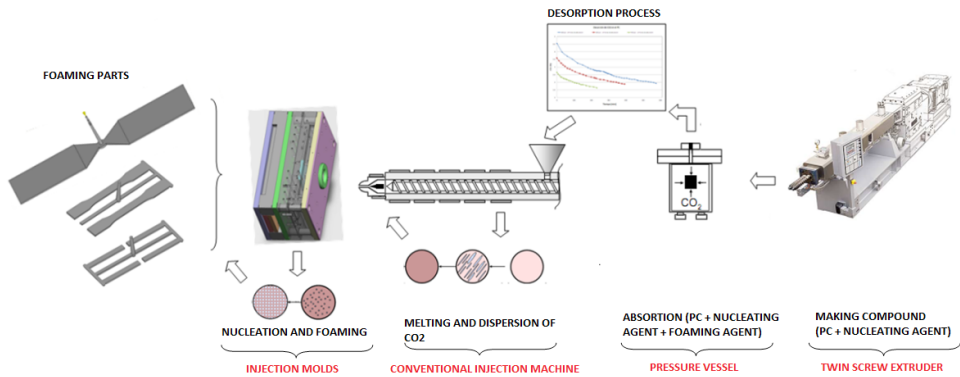 DESORPTION PROCESS
FOAMING PARTS
CO2
NUCLEATION AND FOAMING
MELTING AND DISPERSION OF
CO2
ABSORTION (PC + NUCLEATING
AGENT + FOAMING AGENT)
MAKING COMPOUND
(PC + NUCLEATING AGENT)
INJECTION MOLDS
CONVENTIONAL INJECTION MACHINE
PRESSURE VESSEL
TWIN SCREW EXTRUDER